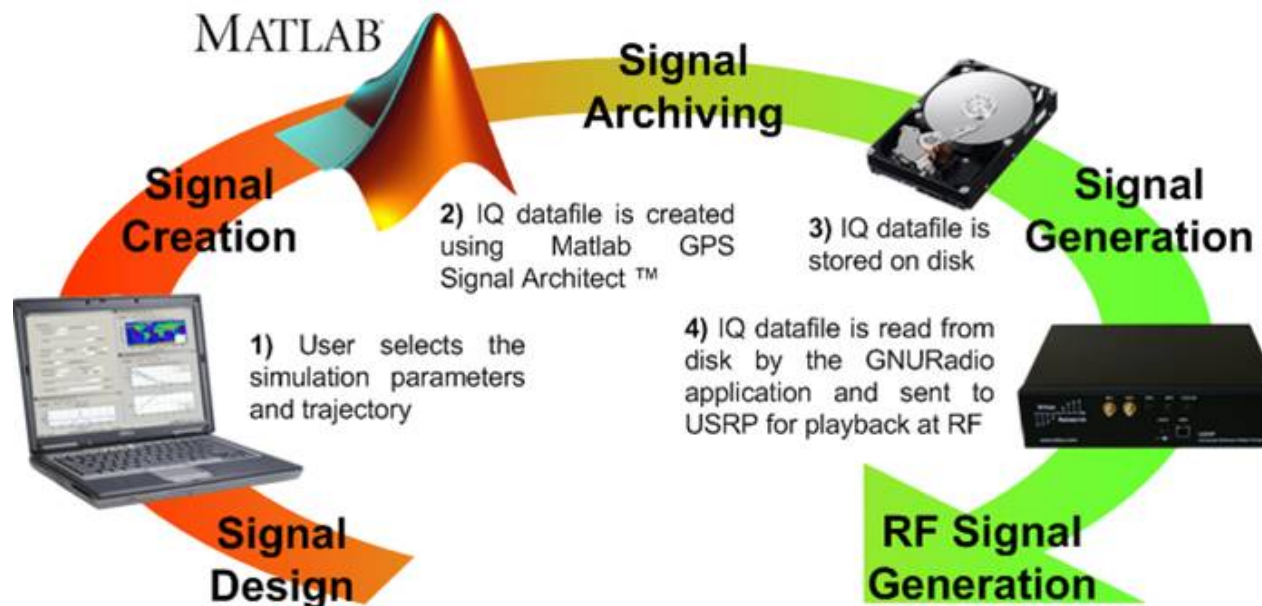 MATLAB®
Signal
Archiving
Signal
Creation
Signal
Generation
2) IQ datafile is created
using Matlab GPS
Signal Architect ™
3) IQ datafile is
stored on disk
1) User selects the
simulation parameters
and trajectory
4) IQ datafile is read from
disk by the GNURadio
application and sent to
USRP for playback at RF
Signal
Design
RF Signal
Generation